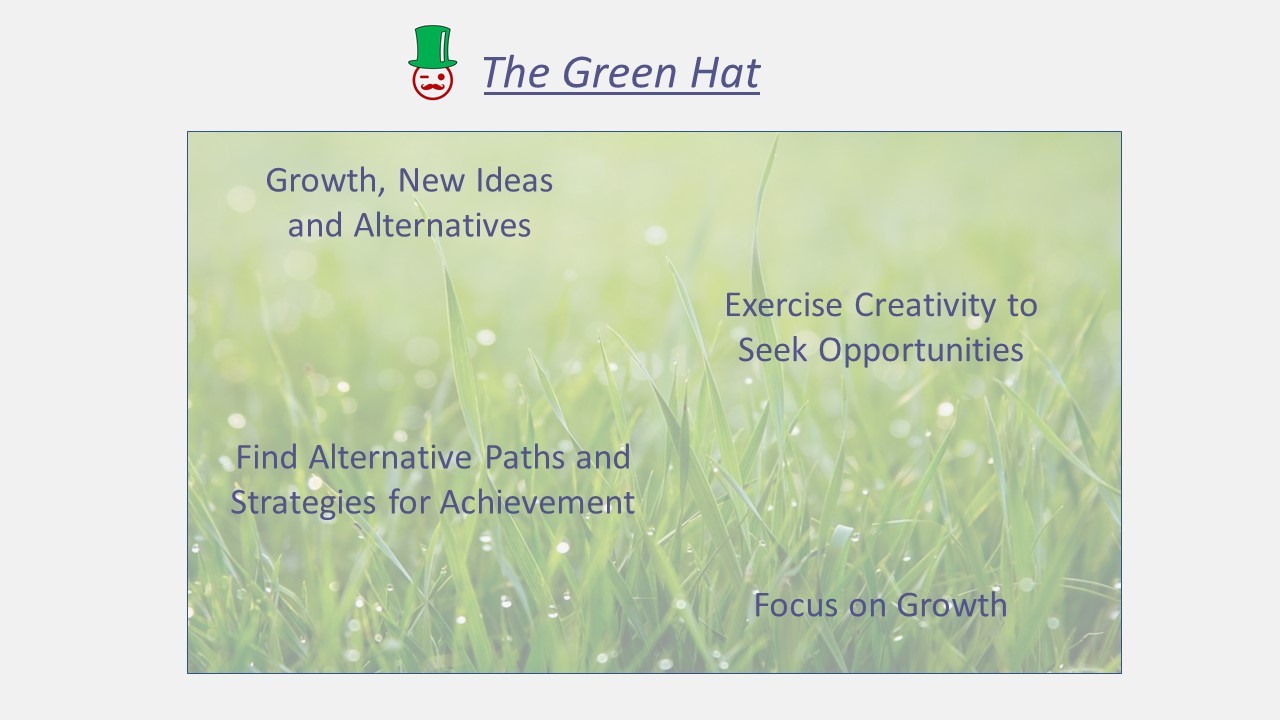 The Green Hat
Growth, New Ideas
and Alternatives
Exercise Creativity to
Seek Opportunities
Find Alternative Paths and
Strategies for Achievement
Focus on Growth